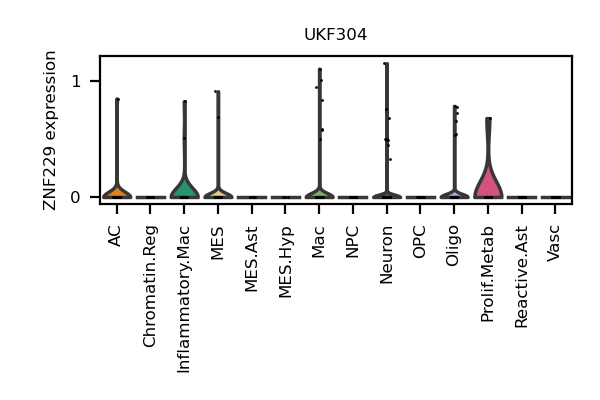 UKF304
ZNF229 expression
1
0
AC
Chromatin.Reg
Inflammatory.Mac
MES
MES.Ast
MES.Hyp
Mac
NPC
Neuron
OPC
Oligo
Prolif.Metab
Reactive.Ast
Vasc